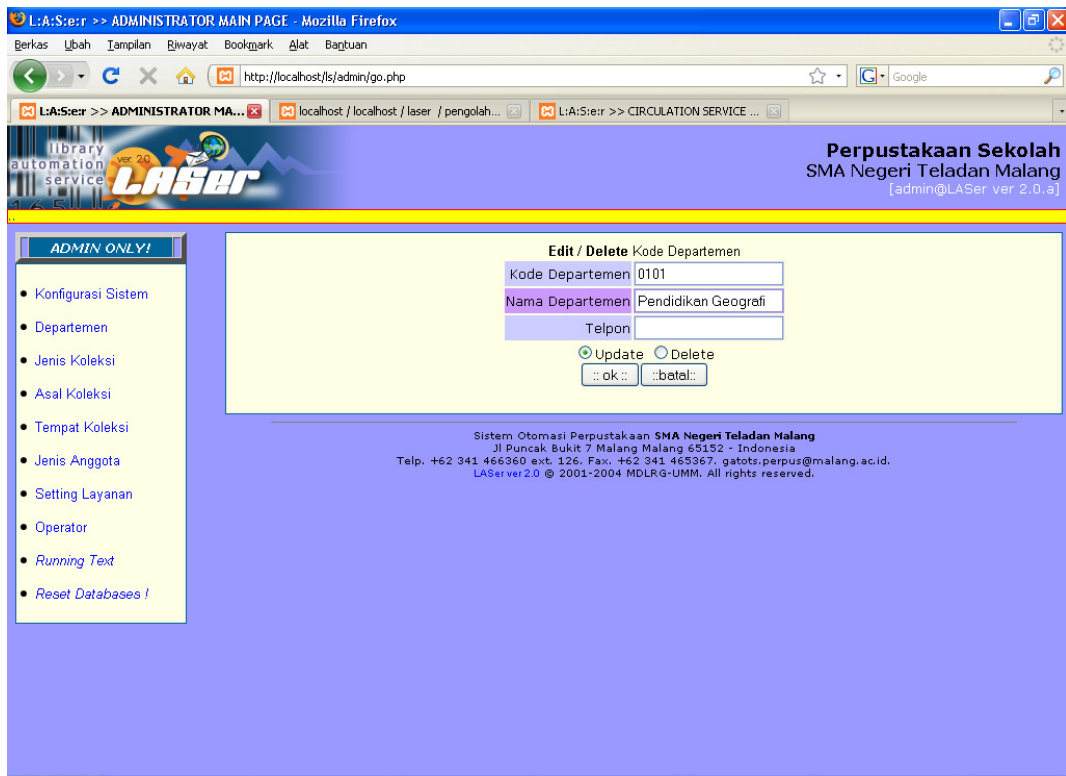 L:A:S:e:r >> ADMINISTRATOR MAIN PAGE - Mozilla Firefox
Berkas Ubah Tampilan Riwayat Bookmark Alat Bantuan
http://localhost/ls/admin/go.php
G Google
L:A:S:e:r >> ADMINISTRATOR MA...
localhost / localhost / laser / pengolah...
L:A:S:e:r >> CIRCULATION SERVICE ...
library
automation
service
ver 2.0
LASer
Perpustakaan Sekolah
SMA Negeri Teladan Malang
[admin@LASer ver 2.0.a]
..
ADMIN ONLY!
Konfigurasi Sistem
Departemen
Jenis Koleksi
Asal Koleksi
Tempat Koleksi
Jenis Anggota
Setting Layanan
Operator
Running Text
Reset Databases !
Edit / Delete Kode Departemen
Kode Departemen 0101
Nama Departemen Pendidikan Geografi
Telpon
Update Delete
:: ok :: ::batal::
Sistem Otomasi Perpustakaan SMA Negeri Teladan Malang
Jl Puncak Bukit 7 Malang Malang 65152 - Indonesia
Telp. +62 341 466360 ext. 126. Fax. +62 341 465367. gatots.perpus@malang.ac.id.
LASer ver2.0 © 2001-2004 MDLRG-UMM. All rights reserved.